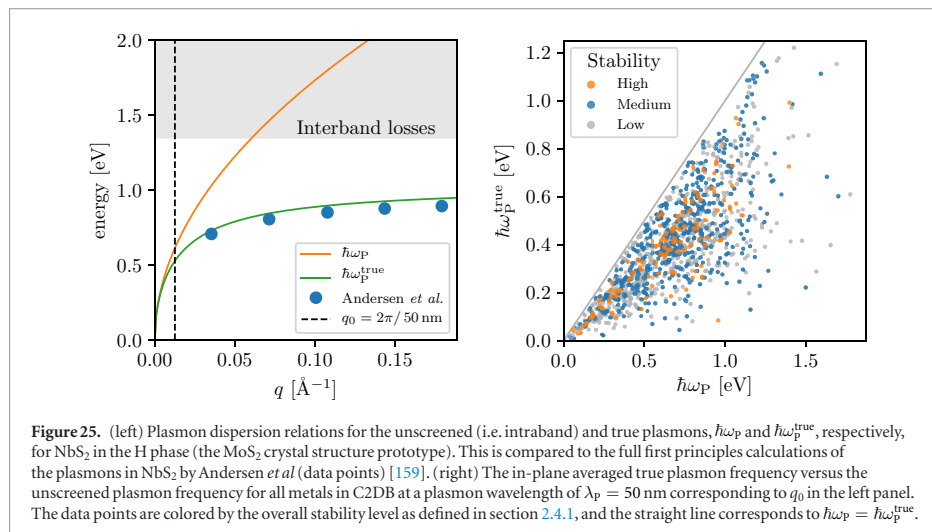 2.0
1.5
1.0
0.5
0.0
energy [eV]
Interband losses
ħω_P
ħω_P^true
Andersen et al.
q₀ = 2π/50 nm
0.00 0.05 0.10 0.15
q [Å⁻¹]
1.2
1.0
0.8
0.6
0.4
0.2
0.0
ħω_P^true [eV]
Stability
High
Medium
Low
0.0 0.5 1.0 1.5
ħω_P [eV]
Figure 25. (left) Plasmon dispersion relations for the unscreened (i.e. intraband) and true plasmons, ħω_P and ħω_P^true, respectively,
for NbS₂ in the H phase (the MoS₂ crystal structure prototype). This is compared to the full first principles calculations of
the plasmons in NbS₂ by Andersen et al (data points) [159]. (right) The in-plane averaged true plasmon frequency versus the
unscreened plasmon frequency for all metals in C2DB at a plasmon wavelength of λ_P = 50 nm corresponding to q₀ in the left panel.
The data points are colored by the overall stability level as defined in section 2.4.1, and the straight line corresponds to ħω_P = ħω_P^true.